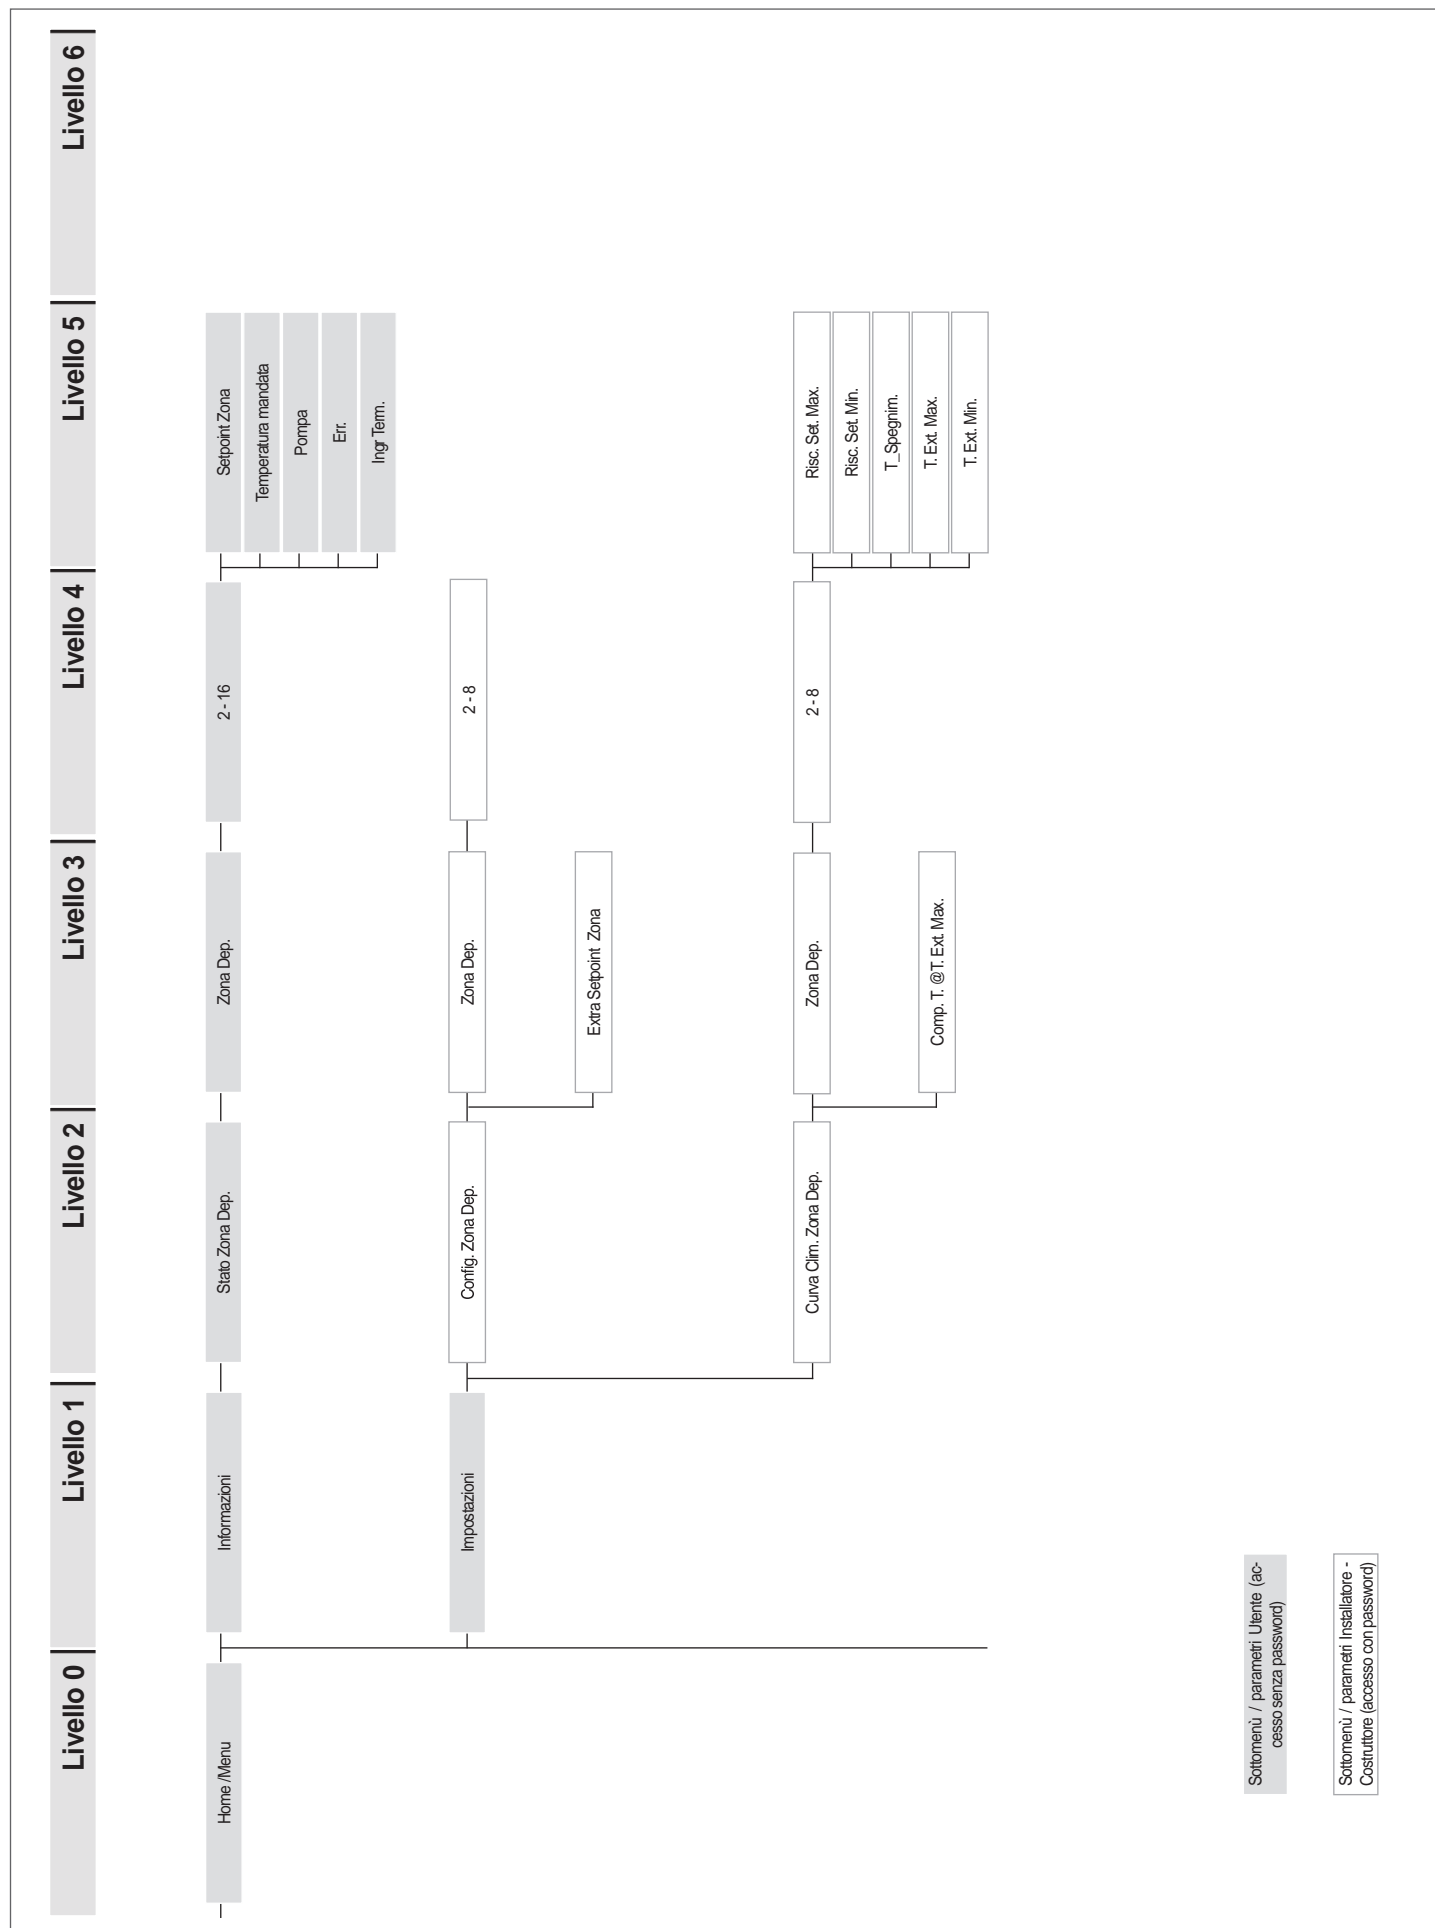 Livello 0
Livello 1
Livello 2
Livello 3
Livello 4
Livello 5
Livello 6
Home /Menu
Informazioni
Stato Zona Dep.
Zona Dep.
2 - 16
Setpoint Zona
Temperatura mandata
Pompa
Err.
Ingr Term.
Impostazioni
Config. Zona Dep.
Zona Dep.
2 - 8
Extra Setpoint Zona
Curva Clim. Zona Dep.
Zona Dep.
2 - 8
Risc. Set. Max.
Risc. Set. Min.
T_Spegnim.
T. Ext. Max.
T. Ext. Min.
Comp. T. @T. Ext. Max.
Sottomenù / parametri Utente (ac-
cesso senza password)
Sottomenù / parametri Installatore -
Costruttore (accesso con password)